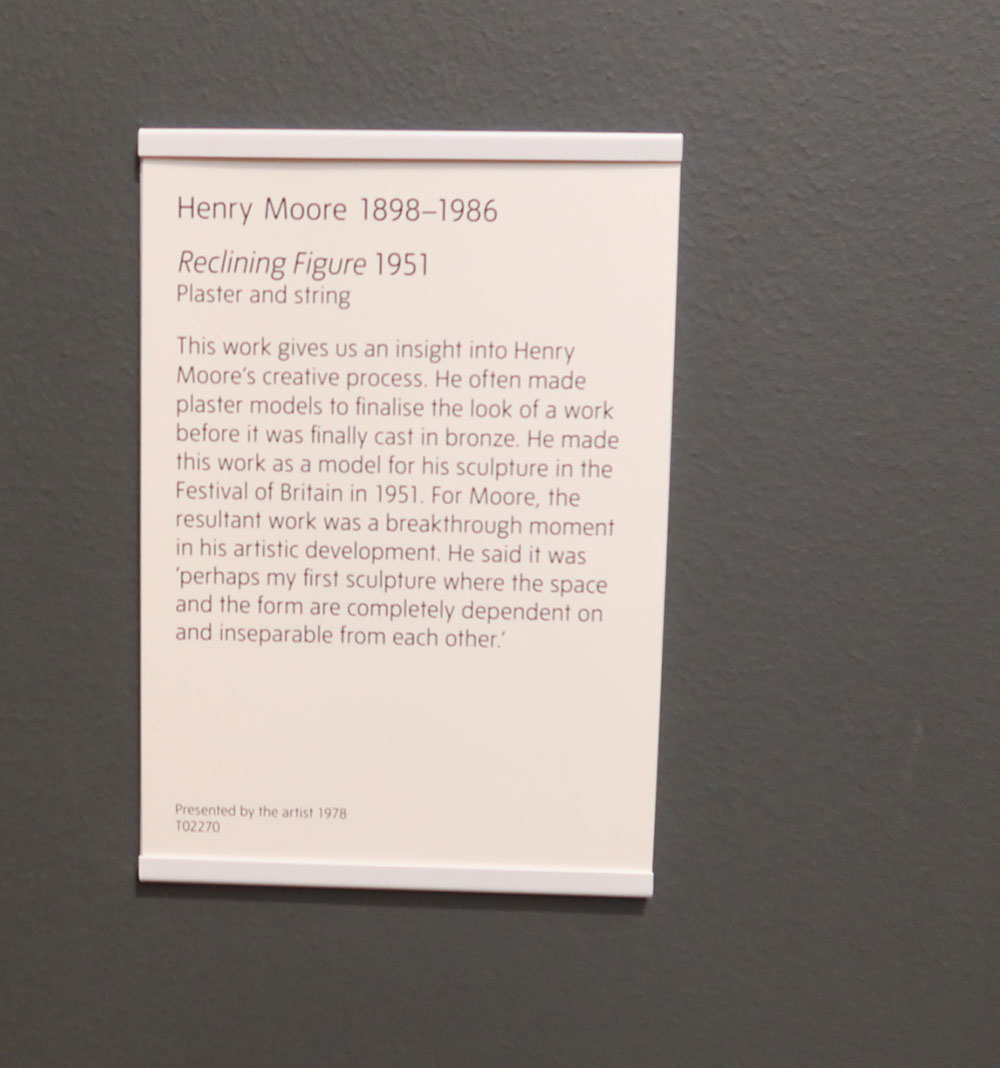 Henry Moore 1898–1986
Reclining Figure 1951
Plaster and string
This work gives us an insight into Henry
Moore's creative process. He often made
plaster models to finalise the look of a work
before it was finally cast in bronze. He made
this work as a model for his sculpture in the
Festival of Britain in 1951. For Moore, the
resultant work was a breakthrough moment
in his artistic development. He said it was
'perhaps my first sculpture where the space
and the form are completely dependent on
and inseparable from each other.'
Presented by the artist 1978
T02270